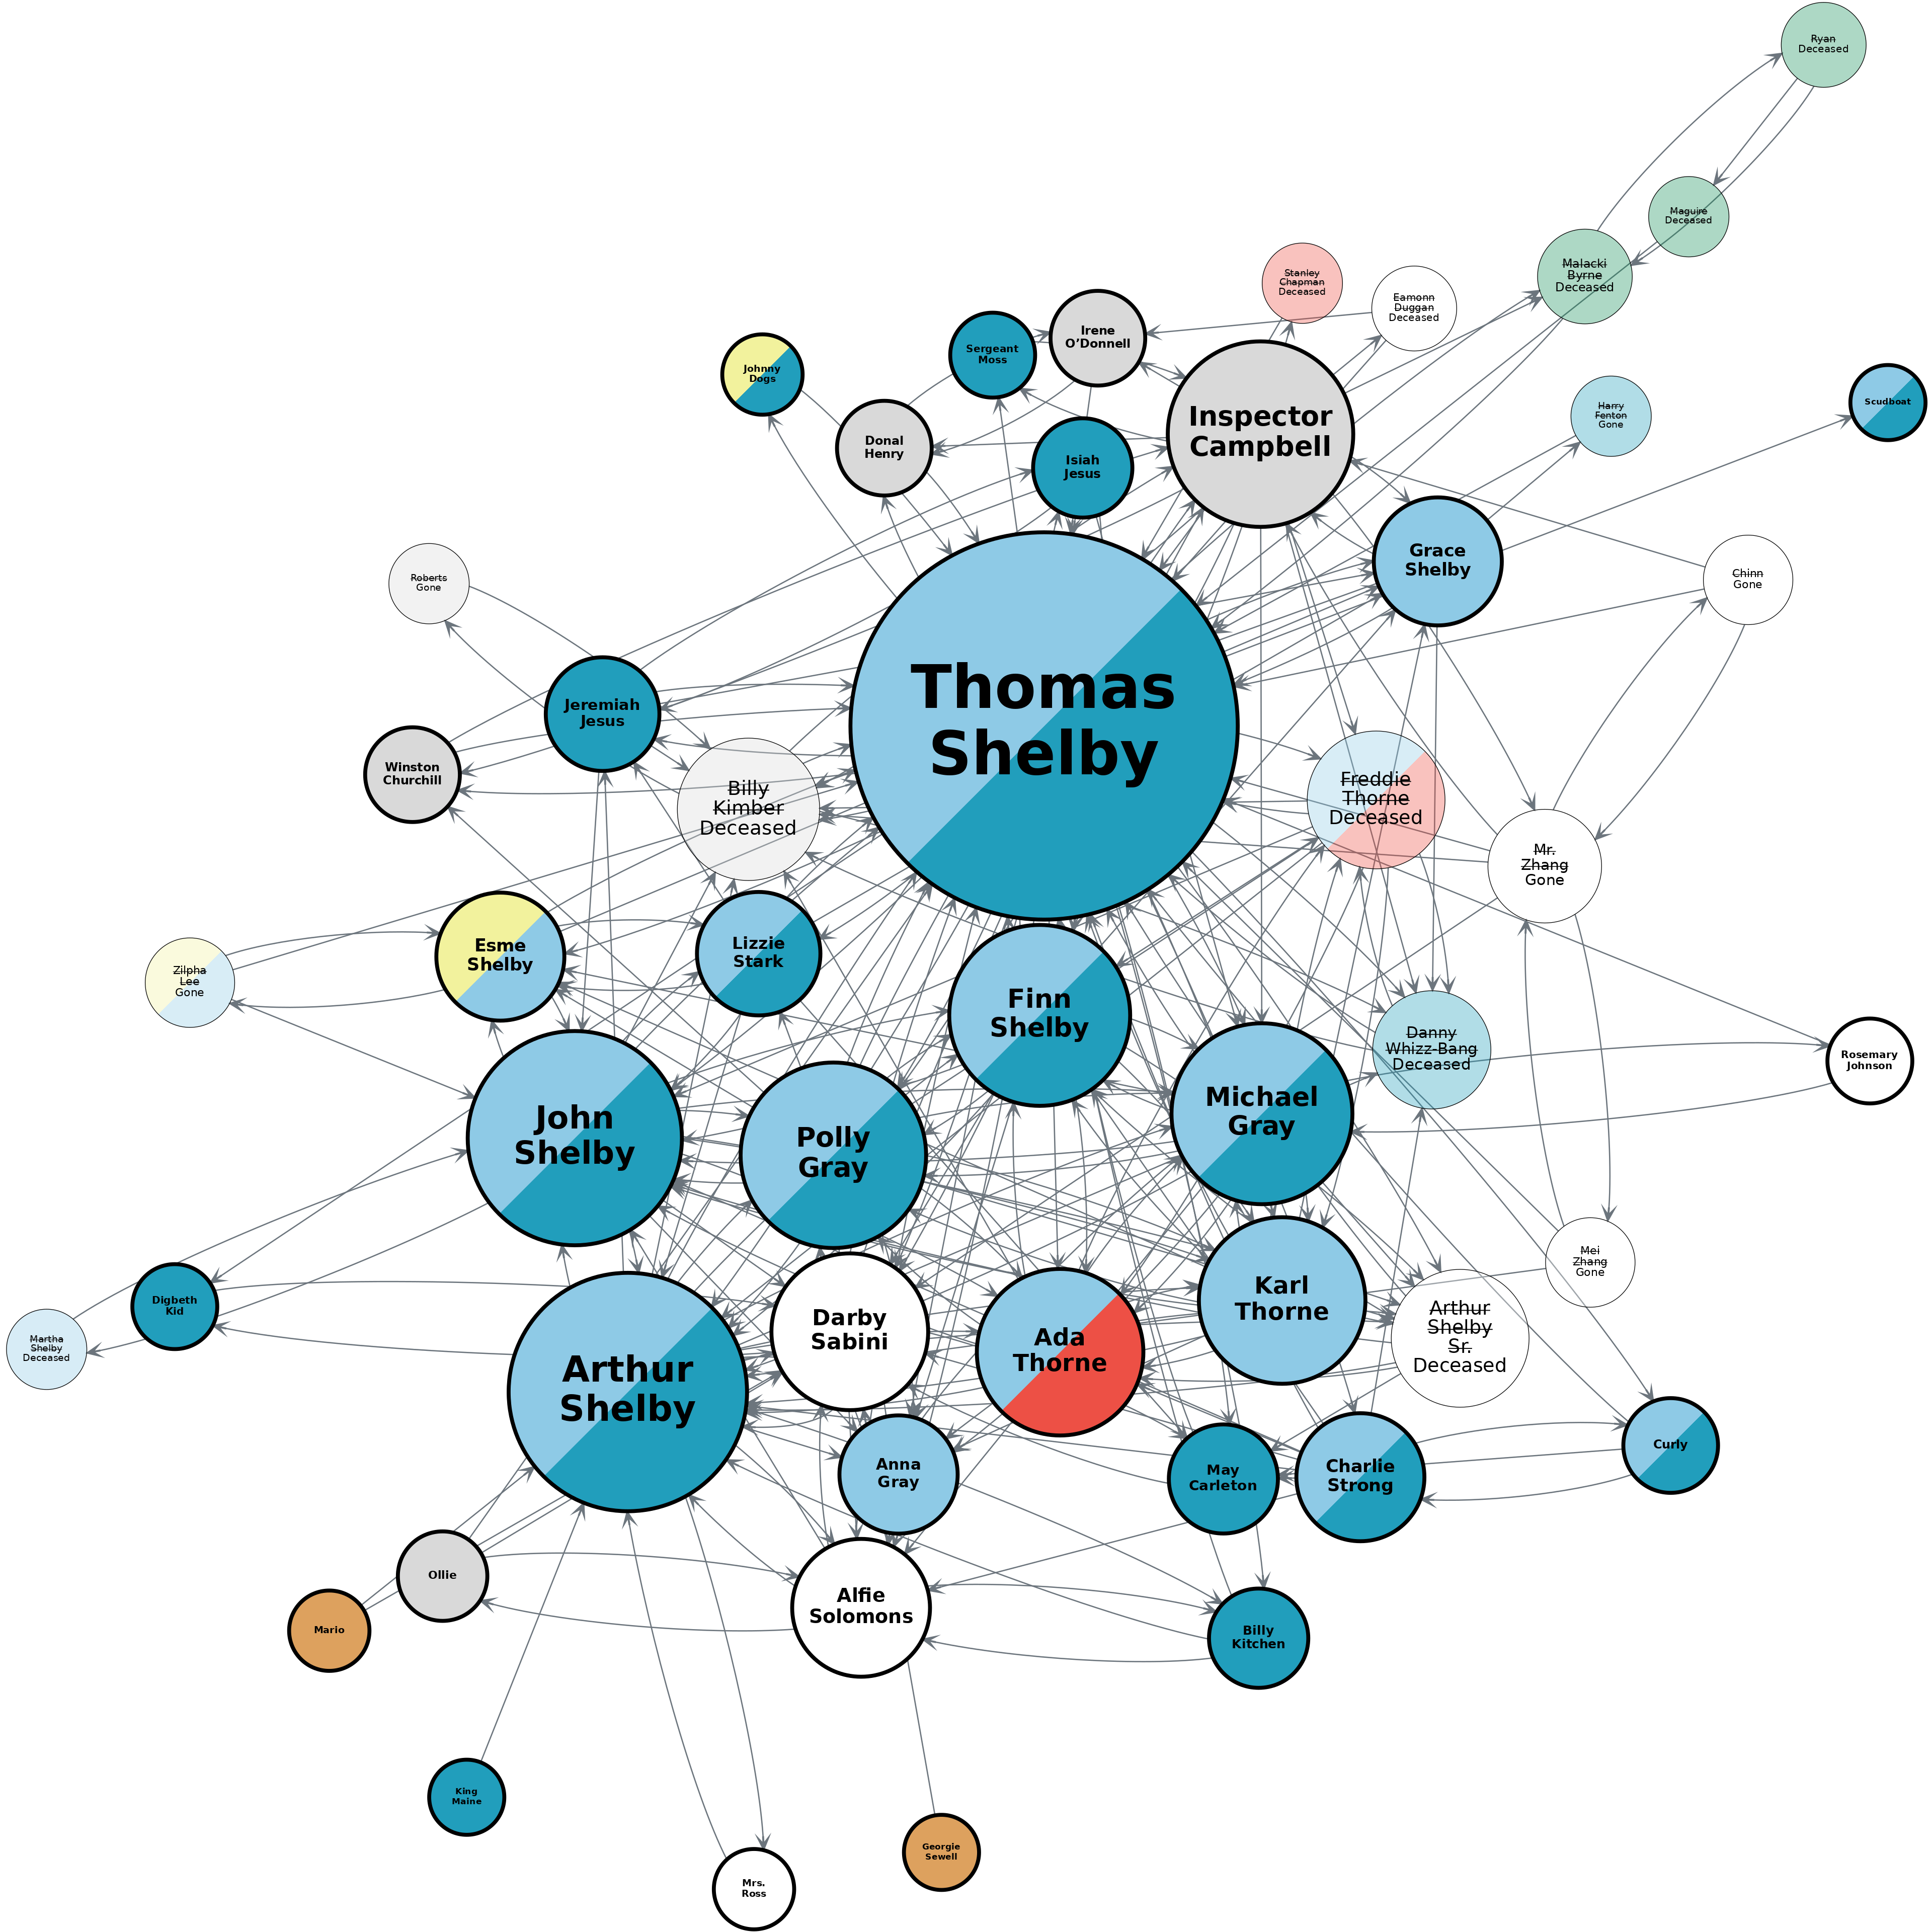 Ryan
Deceased
Maguire
Deceased
Malacki
Byrne
Deceased
Stanley
Chapman
Deceased
Eamonn
Duggan
Deceased
Irene
O’Donnell
Sergeant
Moss
Johnny
Dogs
Donal
Henry
Isiah
Jesus
Inspector
Campbell
Harry
Fenton
Gone
Scudboat
Grace
Shelby
Chinn
Gone
Roberts
Gone
Thomas
Shelby
Jeremiah
Jesus
Winston
Churchill
Billy
Kimber
Deceased
Freddie
Thorne
Deceased
Mr.
Zhang
Gone
Esme
Shelby
Lizzie
Stark
Zilpha
Lee
Gone
Finn
Shelby
Danny
Whizz-Bang
Deceased
Rosemary
Johnson
John
Shelby
Polly
Gray
Michael
Gray
Mei
Zhang
Gone
Digbeth
Kid
Martha
Shelby
Deceased
Karl
Thorne
Arthur
Shelby
Sr.
Deceased
Darby
Sabini
Ada
Thorne
Arthur
Shelby
Anna
Gray
May
Carleton
Charlie
Strong
Curly
Ollie
Mario
Alfie
Solomons
Billy
Kitchen
King
Maine
Georgie
Sewell
Mrs.
Ross